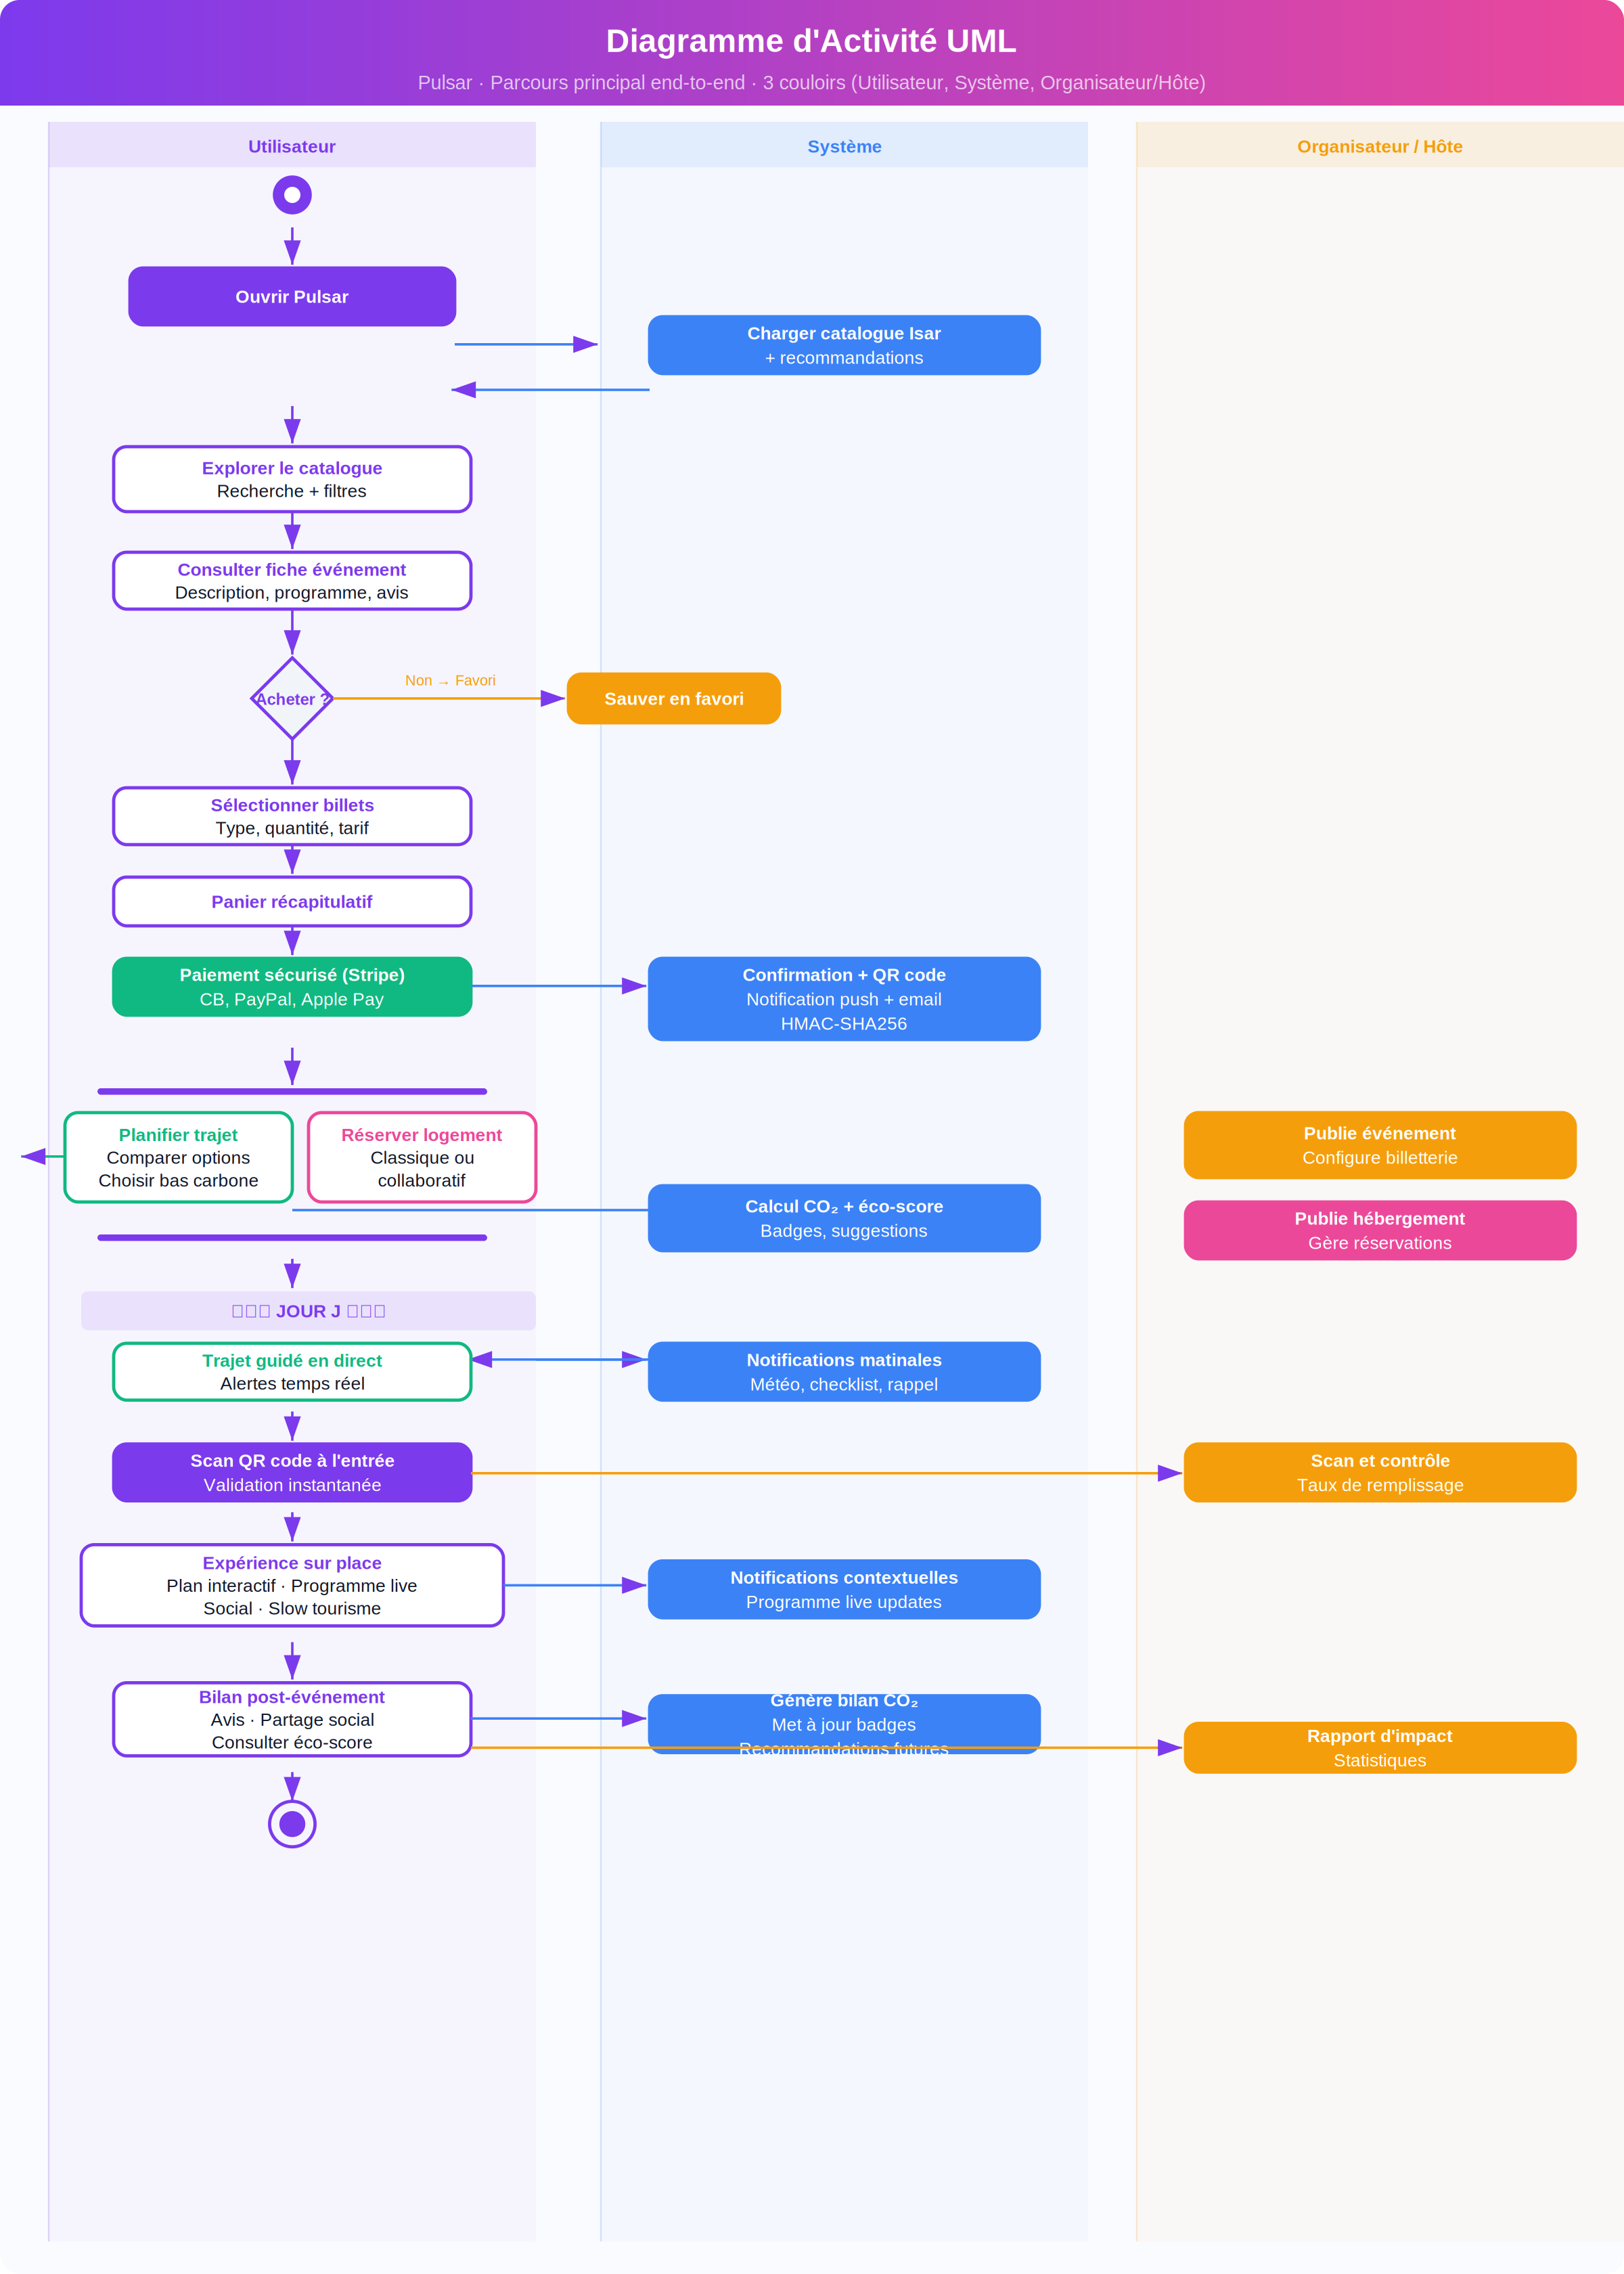 Diagramme d'Activité UML
Pulsar · Parcours principal end-to-end · 3 couloirs (Utilisateur, Système, Organisateur/Hôte)
Utilisateur
Système
Organisateur / Hôte
Ouvrir Pulsar
Charger catalogue Isar
+ recommandations
Explorer le catalogue
Recherche + filtres
Consulter fiche événement
Description, programme, avis
Acheter ?
Non → Favori
Sauver en favori
Sélectionner billets
Type, quantité, tarif
Panier récapitulatif
Paiement sécurisé (Stripe)
CB, PayPal, Apple Pay
Confirmation + QR code
Notification push + email
HMAC-SHA256
Planifier trajet
Comparer options
Choisir bas carbone
Réserver logement
Classique ou
collaboratif
Publie événement
Configure billetterie
Calcul CO₂ + éco-score
Badges, suggestions
Publie hébergement
Gère réservations
JOUR J
Trajet guidé en direct
Alertes temps réel
Notifications matinales
Météo, checklist, rappel
Scan QR code à l'entrée
Validation instantanée
Scan et contrôle
Taux de remplissage
Expérience sur place
Plan interactif · Programme live
Social · Slow tourisme
Notifications contextuelles
Programme live updates
Bilan post-événement
Avis · Partage social
Consulter éco-score
Génère bilan CO₂
Met à jour badges
Recommandations futures
Rapport d'impact
Statistiques